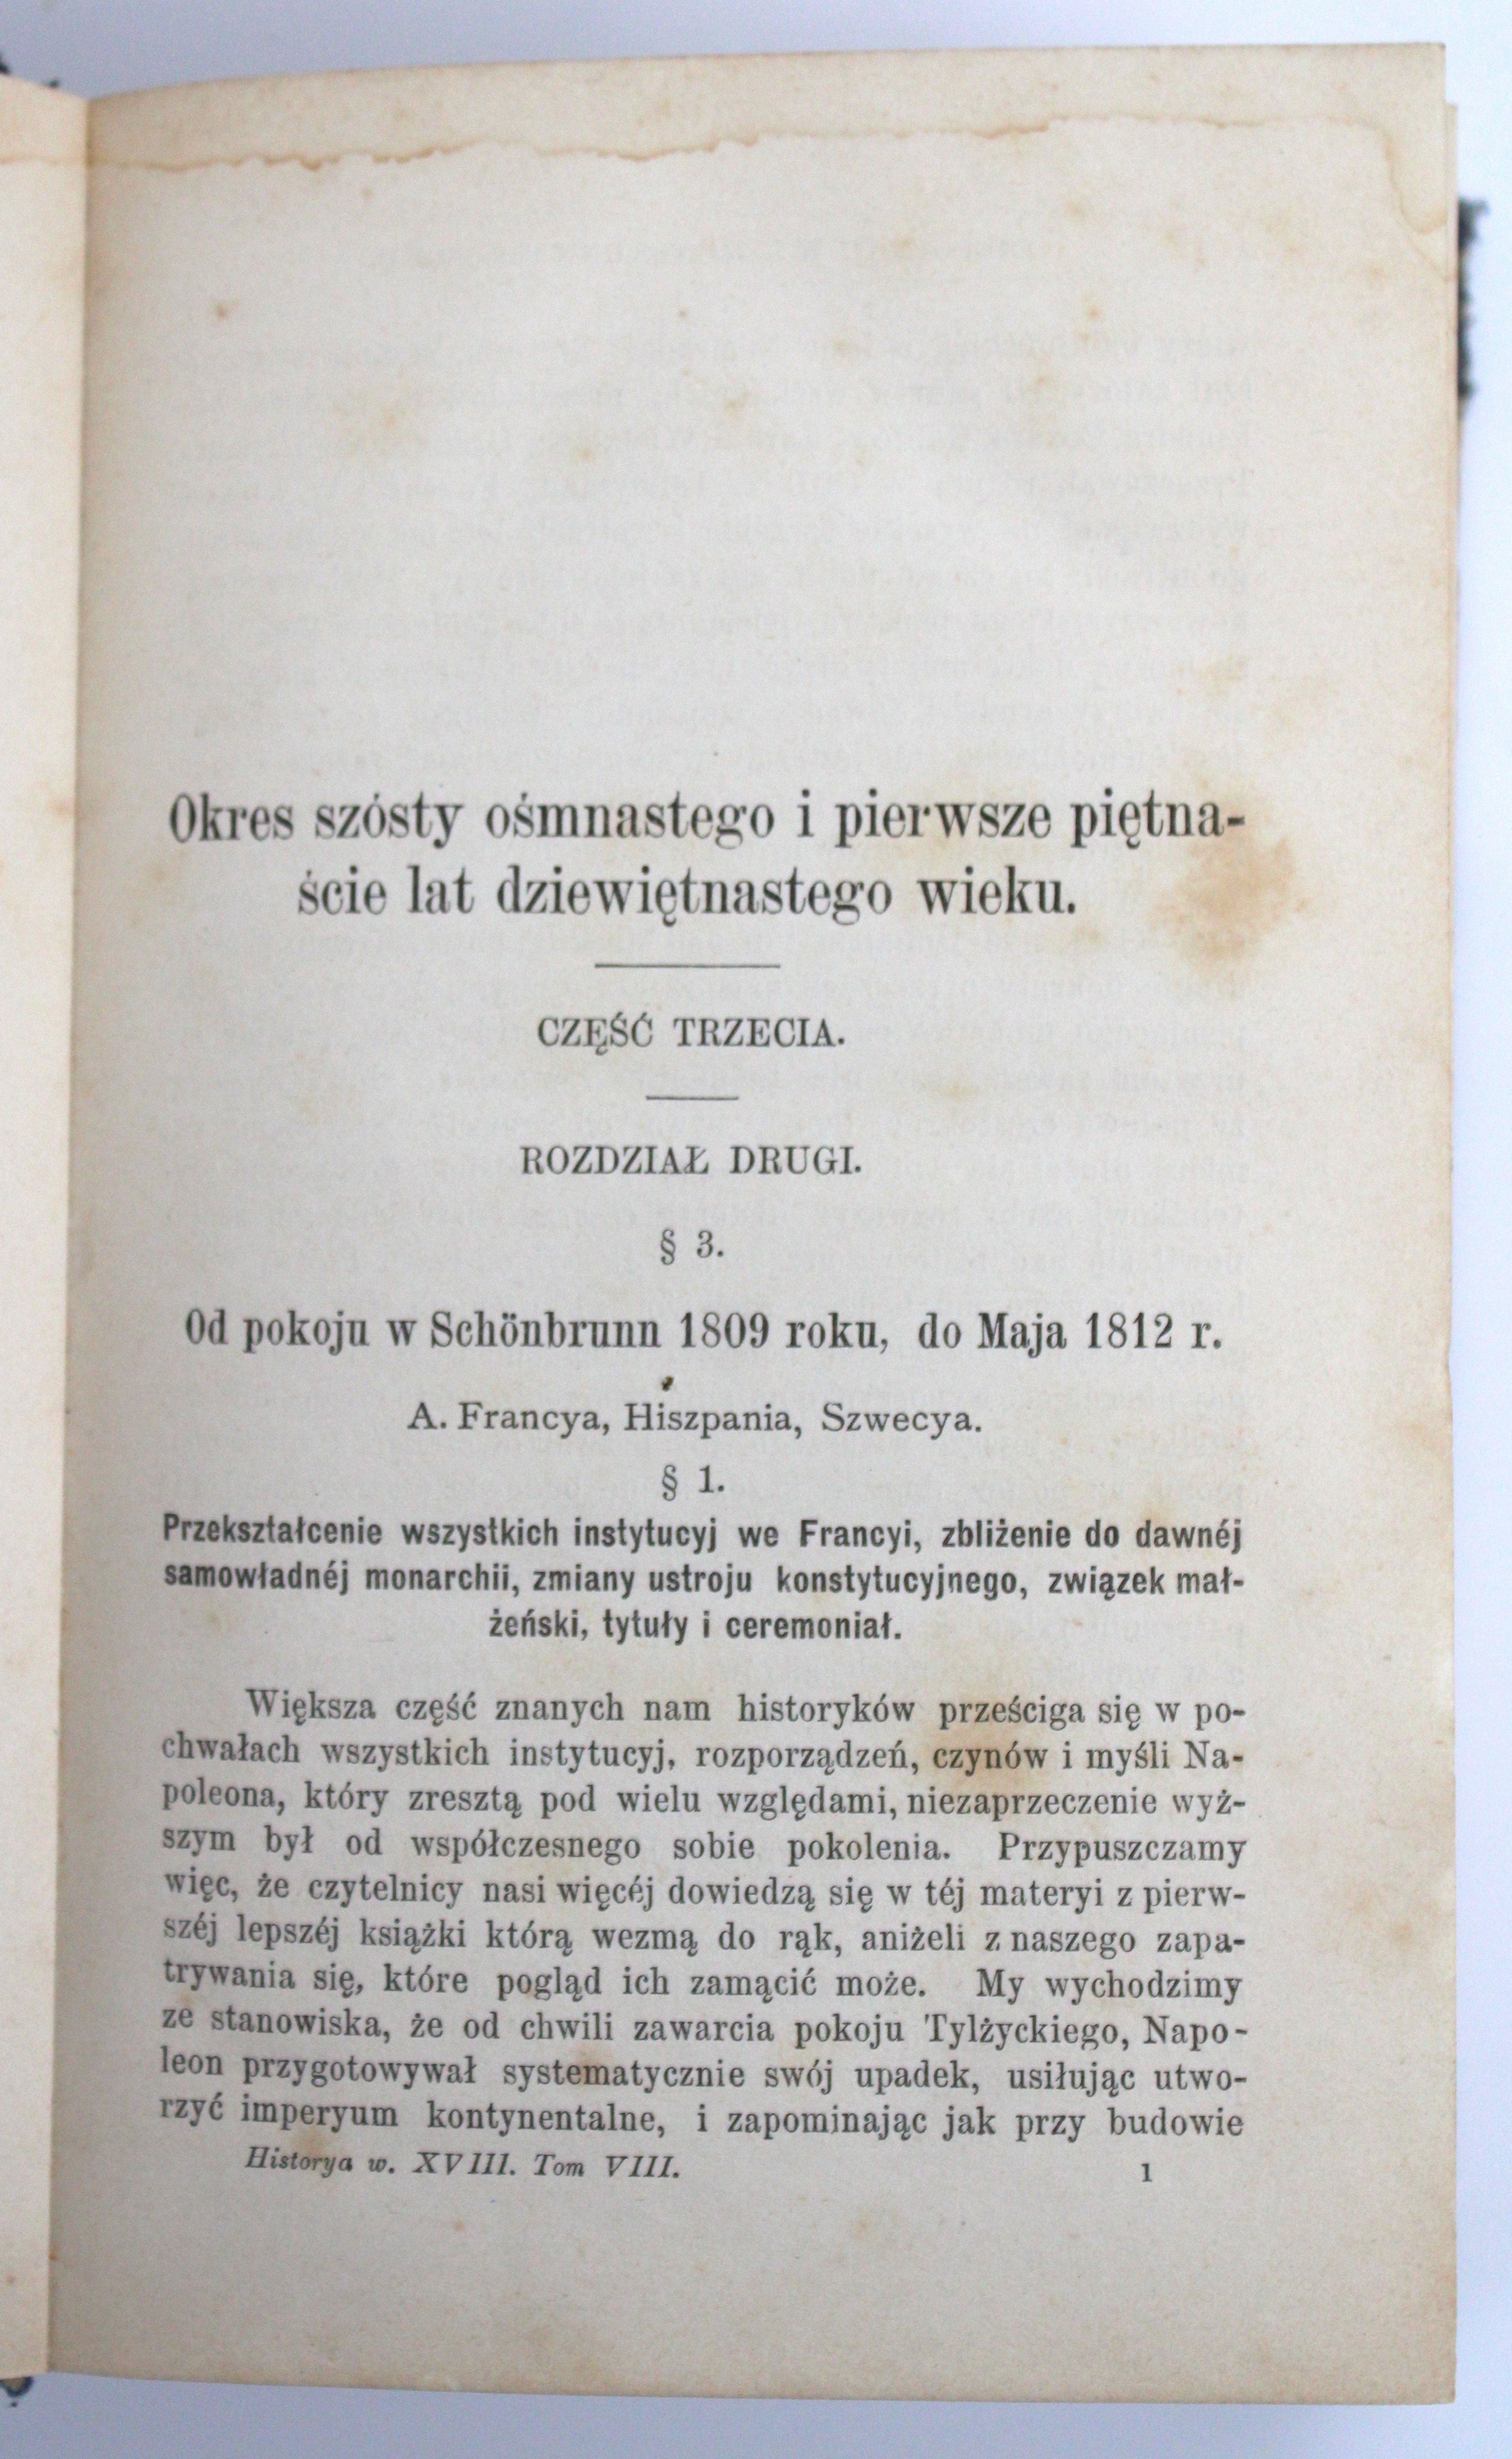 Okres szósty ośmnastego i pierwsze piętna-
ście lat dziewiętnastego wieku.
CZĘŚĆ TRZECIA.
ROZDZIAŁ DRUGI.
§ 3.
Od pokoju w Schönbrunn 1809 roku, do Maja 1812 r.
A. Francya, Hiszpania, Szwecya.
§ 1.
Przekształcenie wszystkich instytucyj we Francyi, zbliżenie do dawnéj
samowładnéj monarchii, zmiany ustroju konstytucyjnego, związek mał-
żeński, tytuły i ceremoniał.
Większa część znanych nam historyków prześciga się w po-
chwałach wszystkich instytucyj, rozporządzeń, czynów i myśli Na-
poleona, który zresztą pod wielu względami, niezaprzeczenie wyż-
szym był od współczesnego sobie pokolenia. Przypuszczamy
więc, że czytelnicy nasi więcéj dowiedzą się w téj materyi z pierw-
széj lepszéj książki którą wezmą do rąk, aniżeli z naszego zapa-
trywania się, które pogląd ich zamącić może. My wychodzimy
ze stanowiska, że od chwili zawarcia pokoju Tylżyckiego, Napo-
leon przygotowywał systematycznie swój upadek, usiłując utwo-
rzyć imperyum kontynentalne, i zapominając jak przy budowie
Historya w. XVIII. Tom VIII. 1